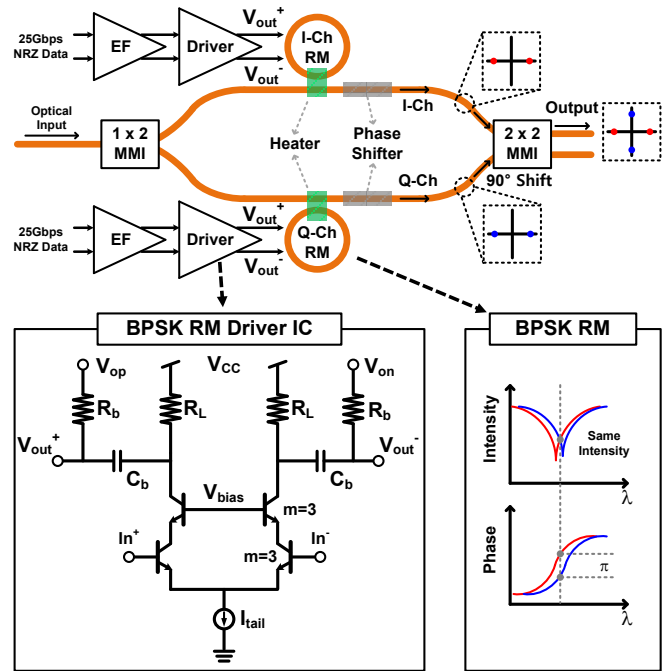 25Gbps
NRZ Data
EF
Driver
Vout+
Vout-
I-Ch
RM
Optical
Input
1 x 2
MMI
Heater
Phase
Shifter
I-Ch
Q-Ch
2 x 2
MMI
Output
90° Shift
25Gbps
NRZ Data
EF
Driver
Vout+
Vout-
Q-Ch
RM
BPSK RM Driver IC
Vop
VCC
Von
Rb
RL
RL
Rb
Vout+
Vout-
Cb
Cb
Vbias
m=3
In+
In-
m=3
Itail
BPSK RM
Intensity
Same
Intensity
λ
Phase
π
λ